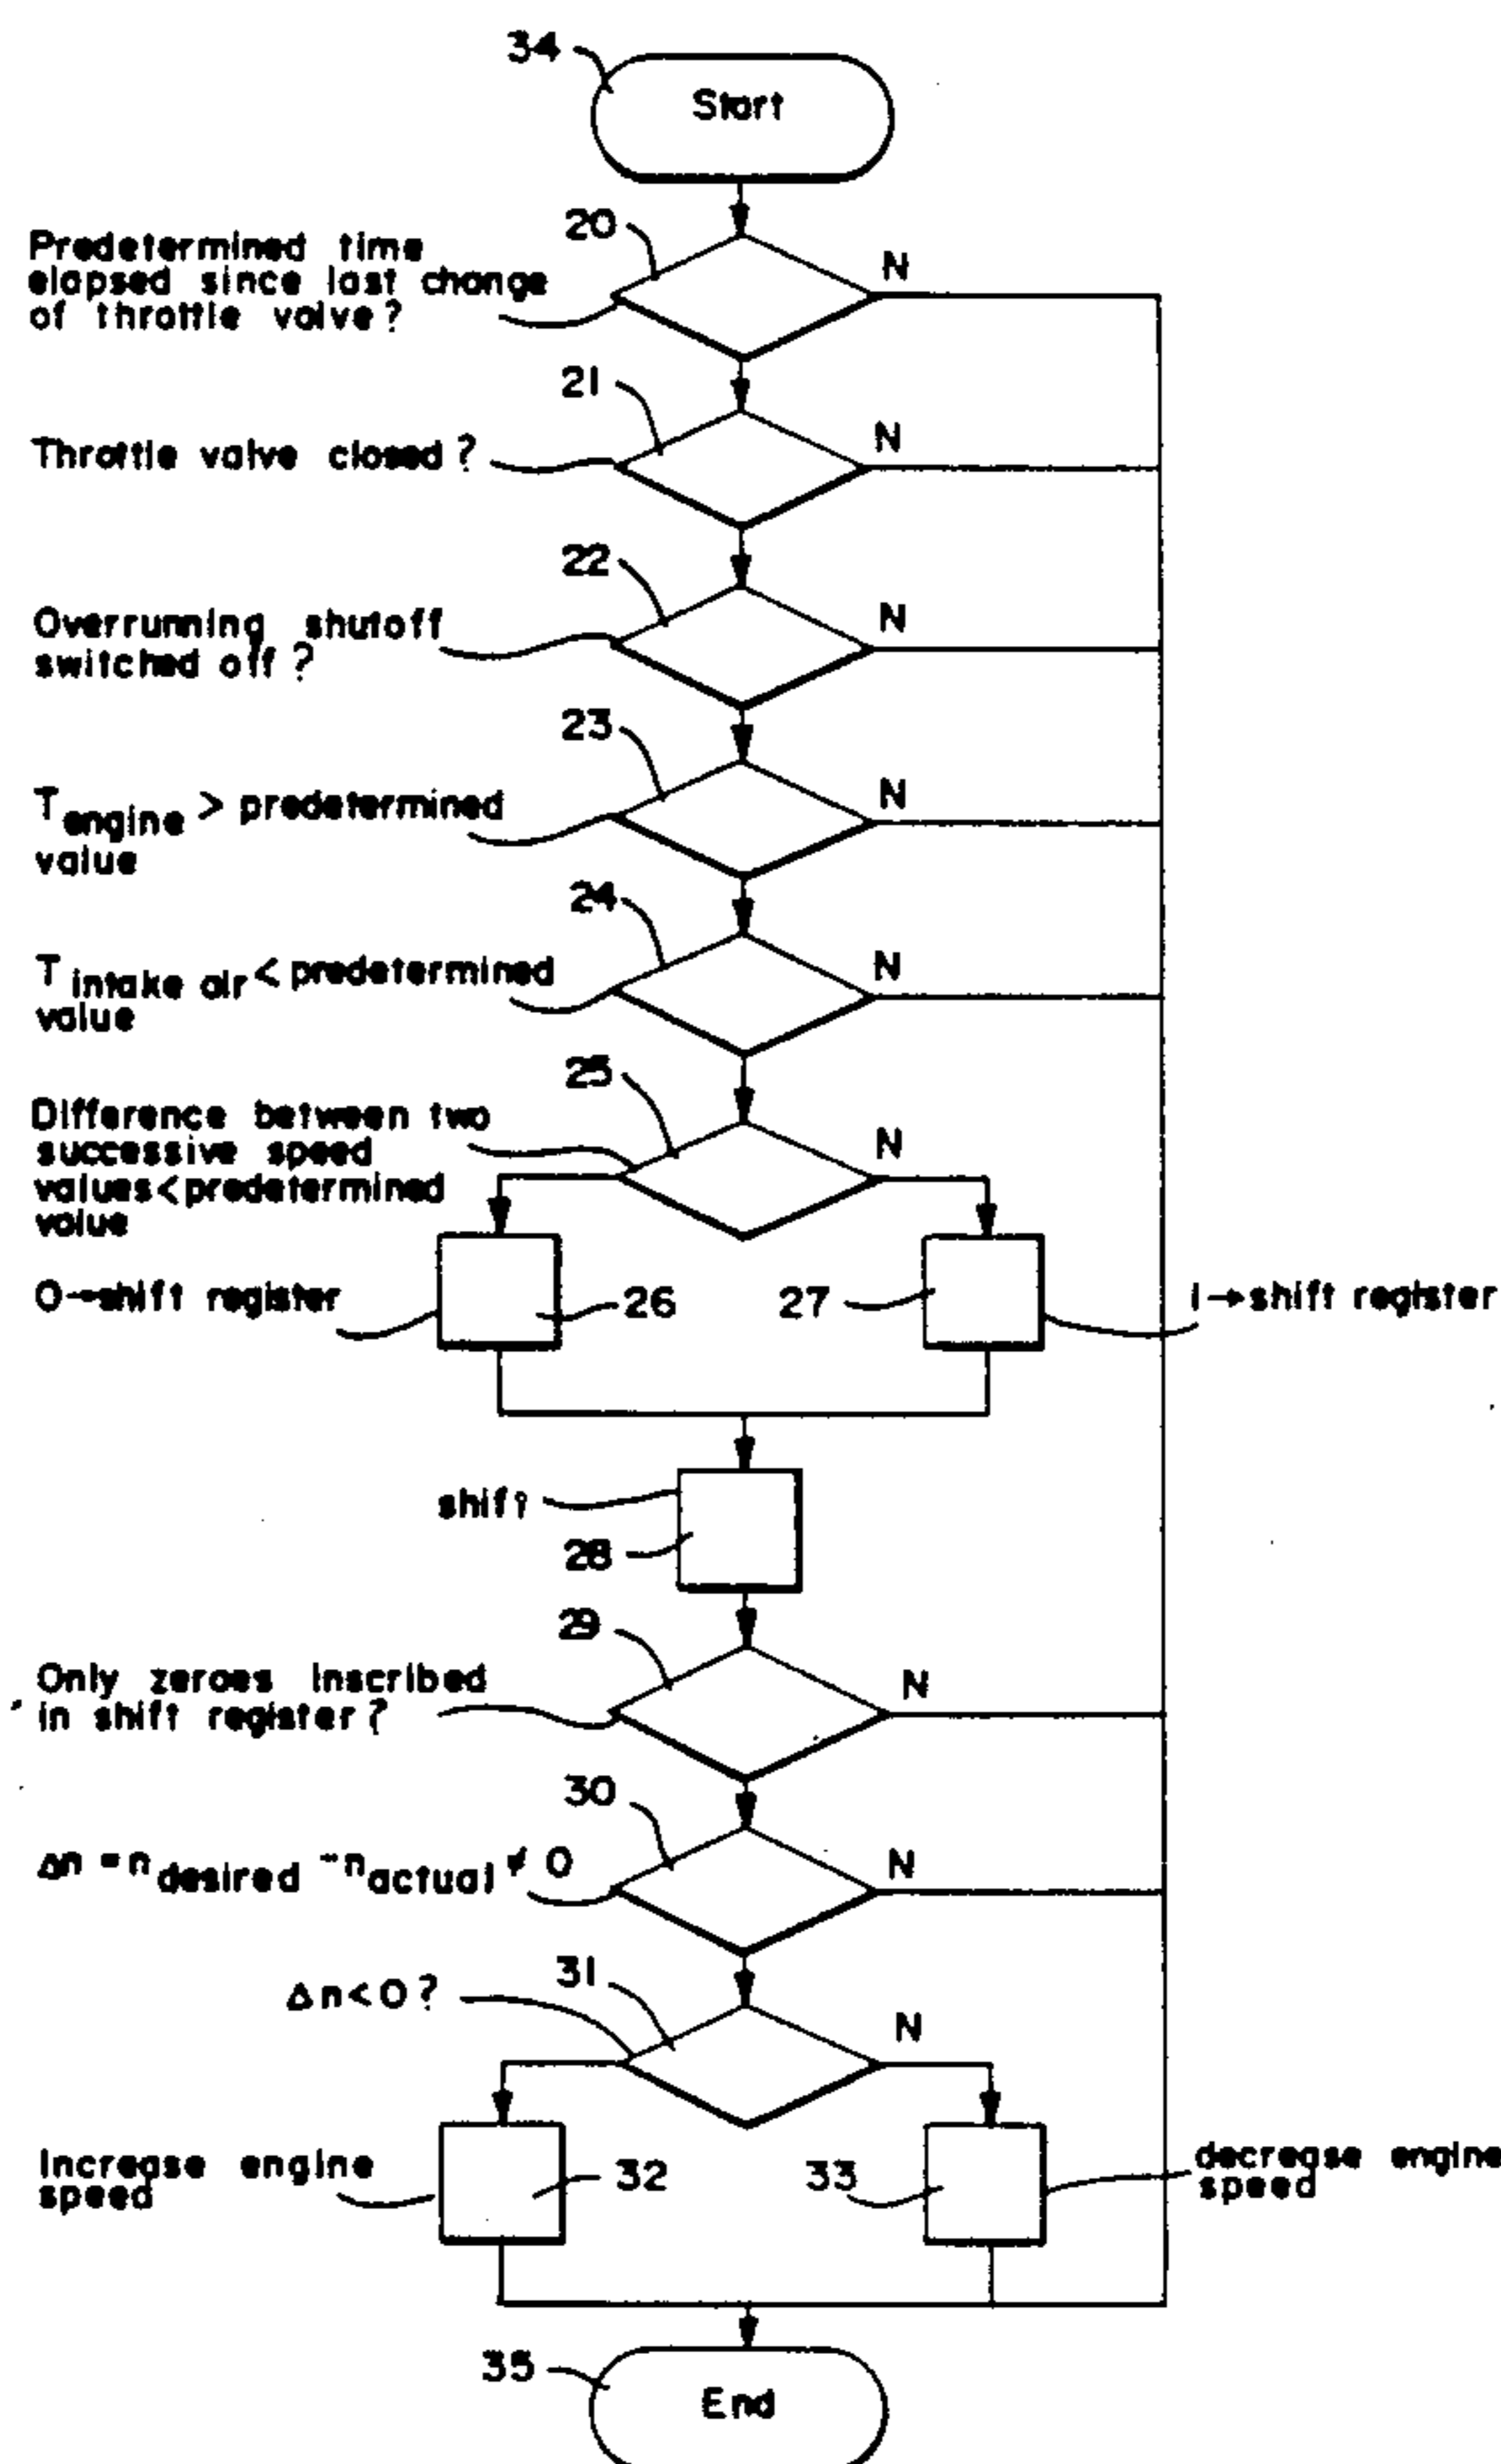 34
Start
20
N
Predetermined time
elapsed since last change
of throttle valve?
21
N
Throttle valve closed?
22
N
Overrunning shutoff
switched off?
23
N
T engine > predetermined
value
24
N
T intake air < predetermined
value
25
N
Difference between two
successive speed
values<predetermined
value
0→shift register
26
27
1→shift register
shift
28
29
N
Only zeroes inscribed
in shift register?
30
N
Δn = n desired - n actual ≠ 0
31
N
Δn<0?
Increase engine
speed
32
33
decrease engine
speed
35
End